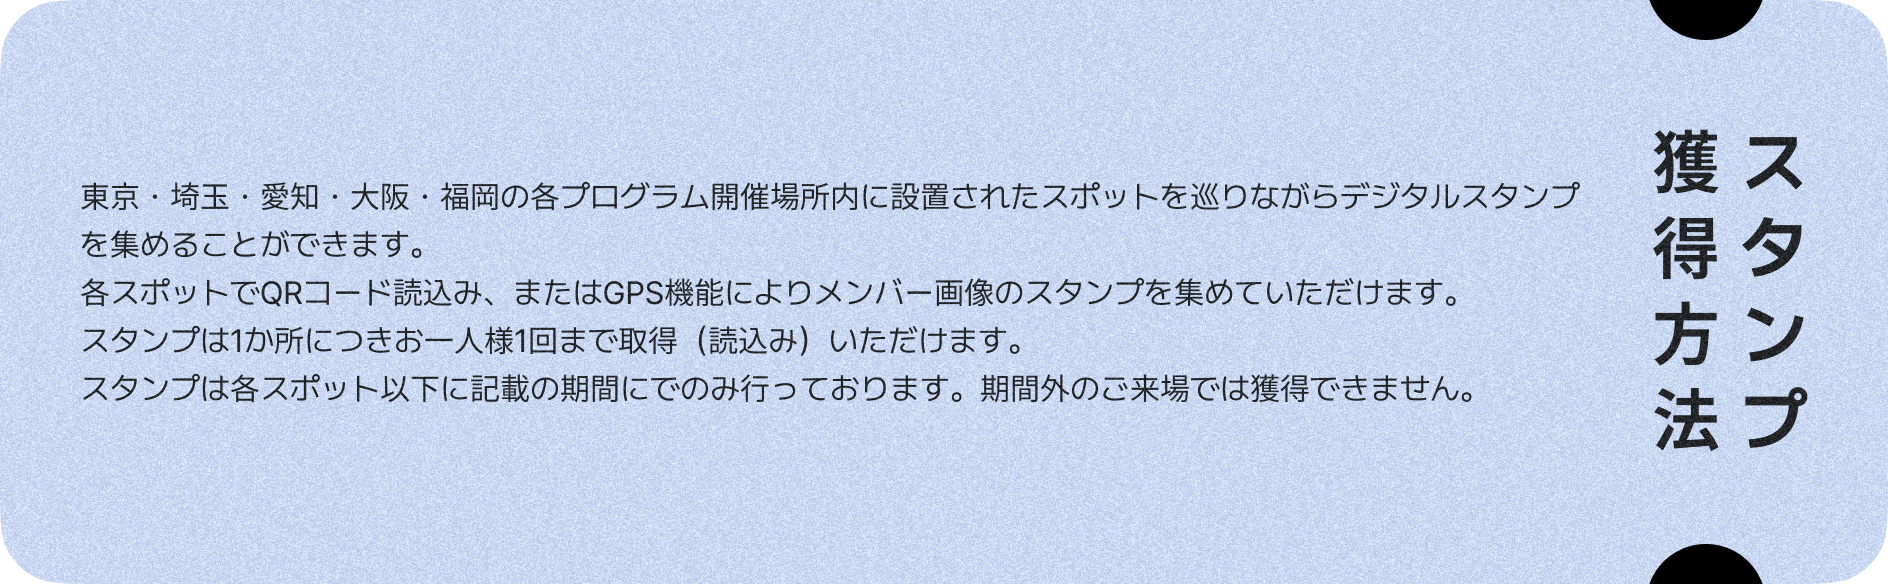 スタンプ
獲得方法
東京・埼玉・愛知・大阪・福岡の各プログラム開催場所内に設置されたスポットを巡りながらデジタルスタンプ
を集めることができます。
各スポットでQRコード読込み、またはGPS機能によりメンバー画像のスタンプを集めていただけます。
スタンプは1か所につきお一人様1回まで取得（読込み）いただけます。
スタンプは各スポット以下に記載の期間にでのみ行っております。期間外のご来場では獲得できません。